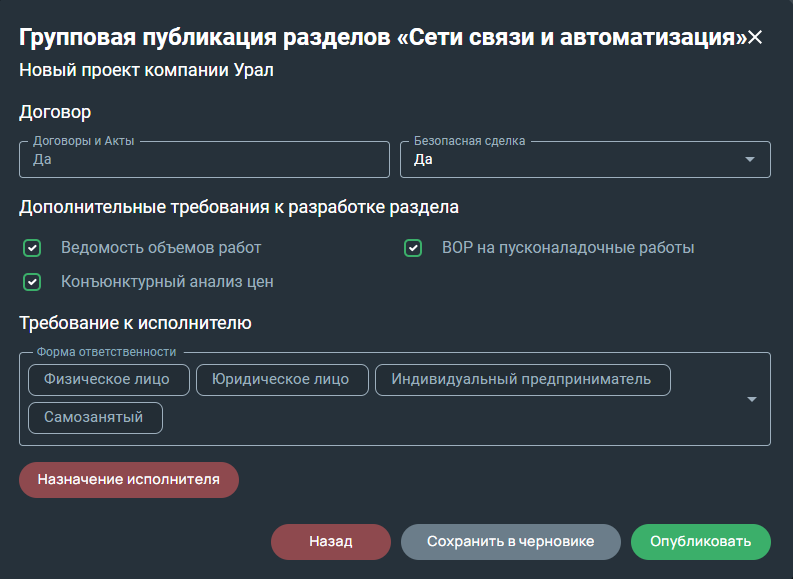 Групповая публикация разделов «Сети связи и автоматизация»
Новый проект компании Урал
Договор
Договоры и Акты
Да
Безопасная сделка
Да
Дополнительные требования к разработке раздела
Ведомость объемов работ
ВОР на пусконаладочные работы
Конъюнктурный анализ цен
Требование к исполнителю
Форма ответственности
Физическое лицо
Юридическое лицо
Индивидуальный предприниматель
Самозанятый
Назначение исполнителя
Назад
Сохранить в черновике
Опубликовать